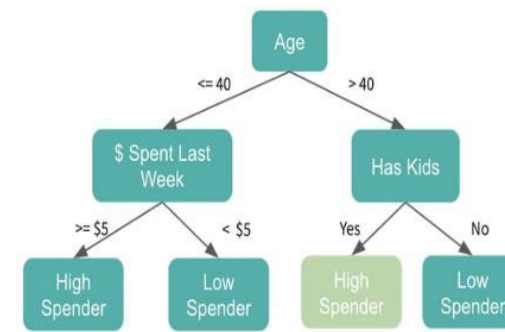 Age
<= 40
> 40
$ Spent Last
Week
Has Kids
>= $5
< $5
Yes
No
High
Spender
Low
Spender
High
Spender
Low
Spender